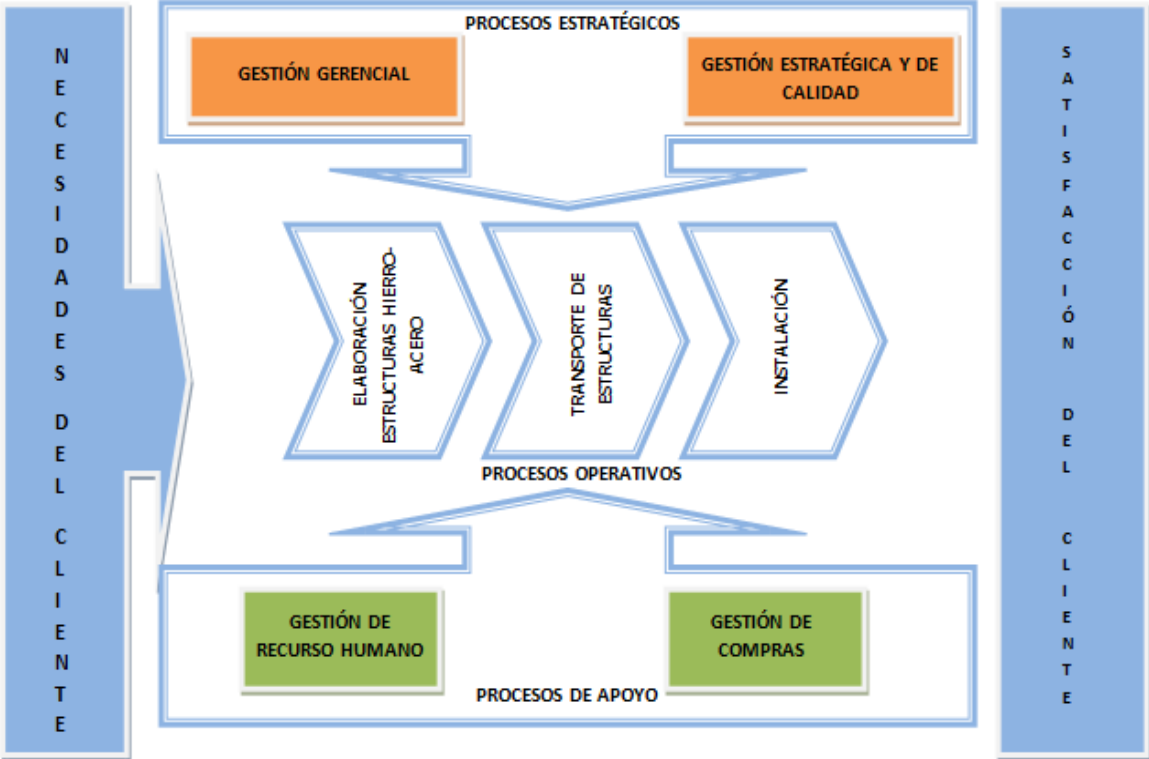 NECESIDADES DEL CLIENTE
PROCESOS ESTRATÉGICOS
GESTIÓN GERENCIAL
GESTIÓN ESTRATÉGICA Y DE
CALIDAD
ELABORACIÓN
ESTRUCTURAS HIERRO-
ACERO
TRANSPORTE DE
ESTRUCTURAS
INSTALACIÓN
PROCESOS OPERATIVOS
GESTIÓN DE
RECURSO HUMANO
GESTIÓN DE
COMPRAS
PROCESOS DE APOYO
SATISFACCIÓN DEL CLIENTE